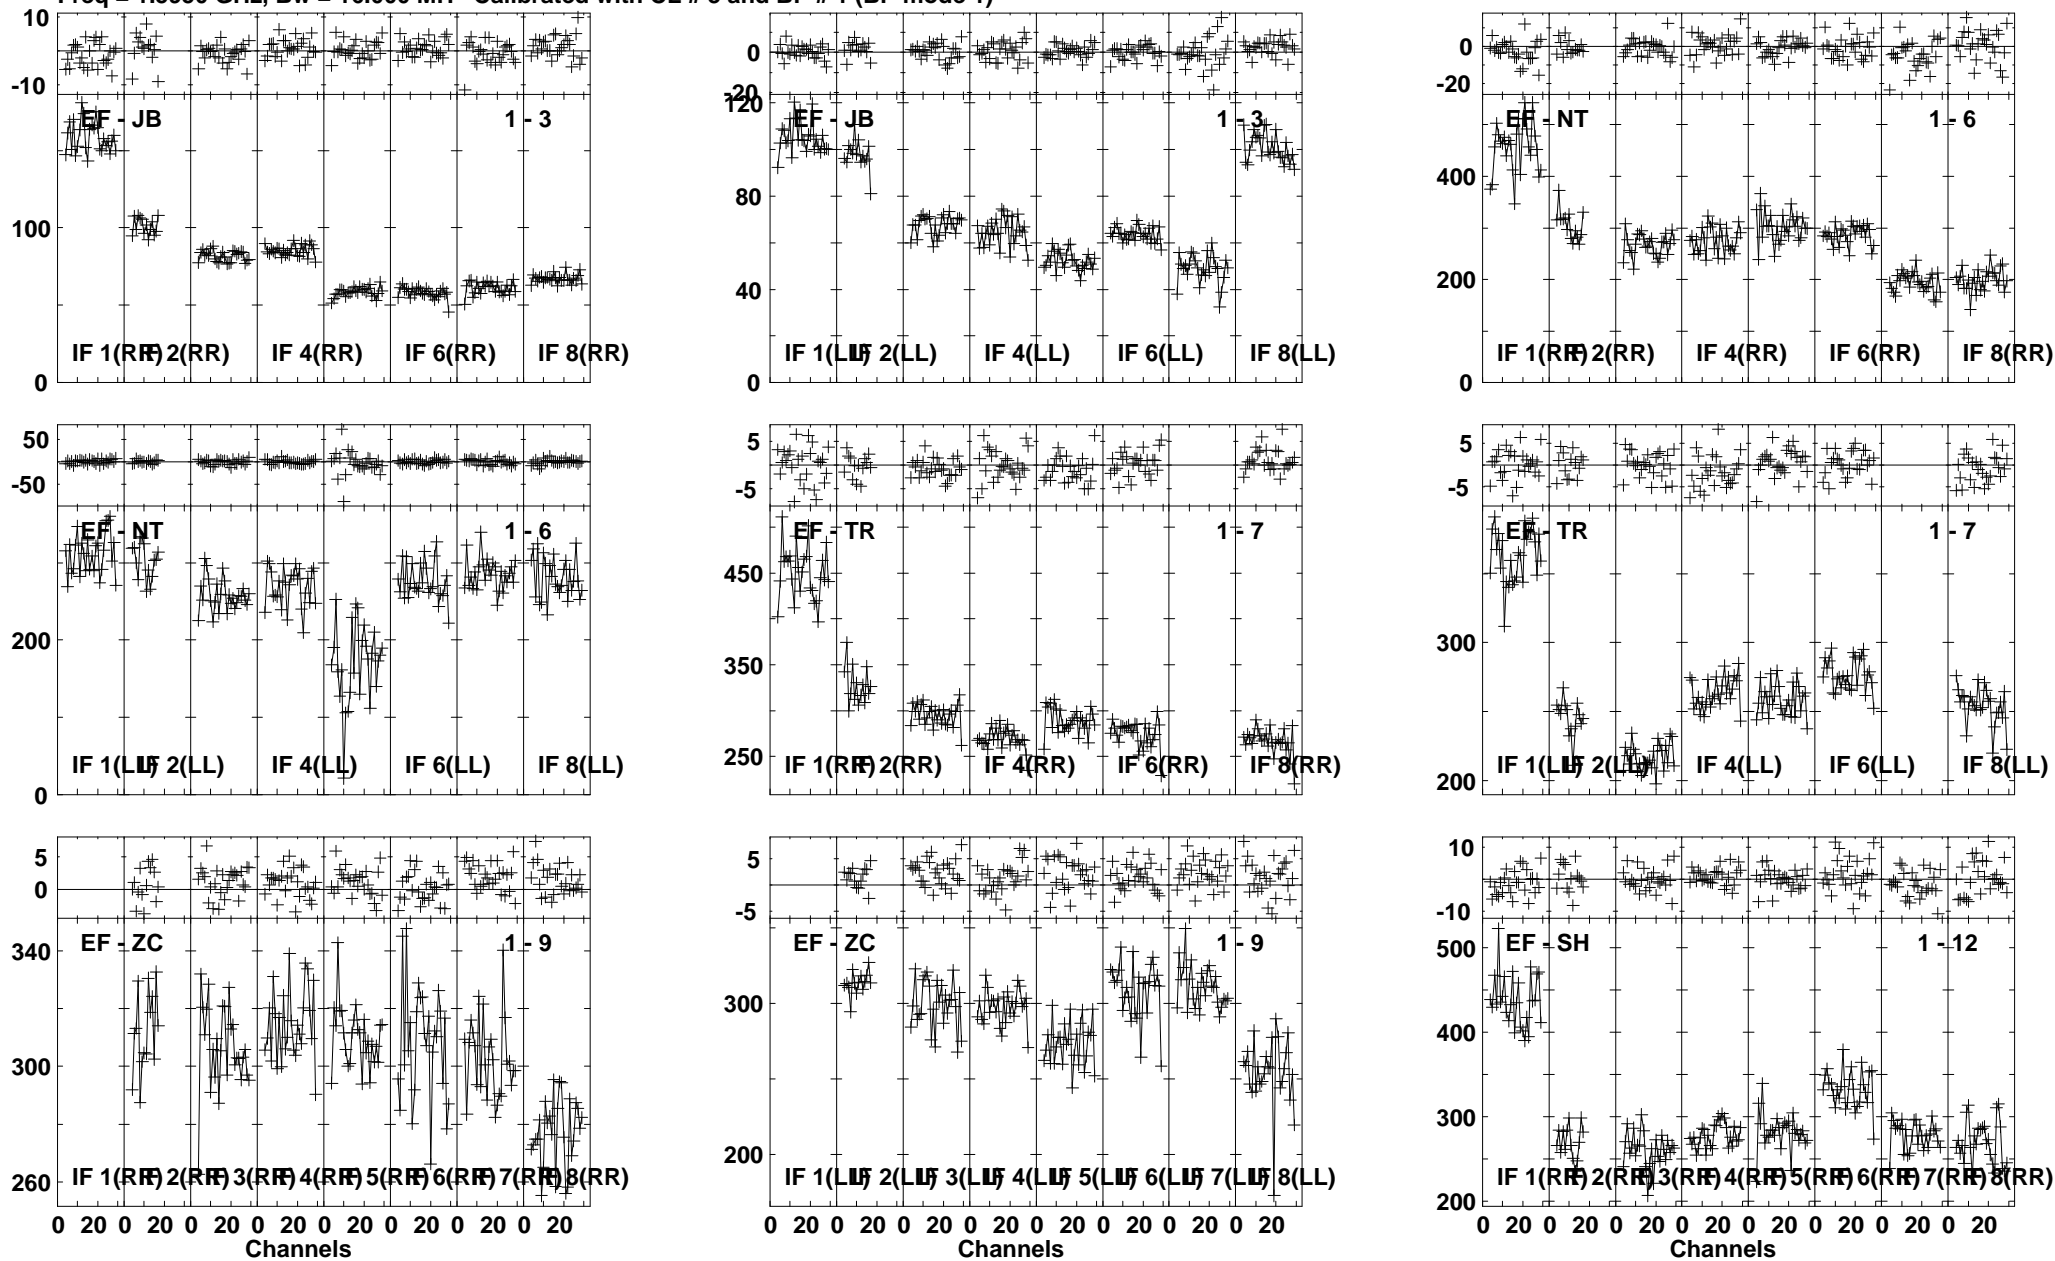 10
-10
EF - JB 1 - 3
100
IF 1(RR) IF 2(RR) IF 4(RR) IF 6(RR) IF 8(RR)
0
0
-20
120
EF - JB 1 - 3
80
40
IF 1(LL) IF 2(LL) IF 4(LL) IF 6(LL) IF 8(LL)
0
0
-20
EF - NT 1 - 6
400
200
IF 1(RR) IF 2(RR) IF 4(RR) IF 6(RR) IF 8(RR)
0
50
-50
EF - NT 1 - 6
200
IF 1(LL) IF 2(LL) IF 4(LL) IF 6(LL) IF 8(LL)
0
5
-5
EF - TR 1 - 7
450
350
250
IF 1(RR) IF 2(RR) IF 4(RR) IF 6(RR) IF 8(RR)
5
-5
EF - TR 1 - 7
300
IF 1(LL) IF 2(LL) IF 4(LL) IF 6(LL) IF 8(LL)
200
5
0
EF - ZC 1 - 9
340
300
IF 1(RR) IF 2(RR) IF 3(RR) IF 4(RR) IF 5(RR) IF 6(RR) IF 7(RR) IF 8(RR)
260
0 20 0 20 0 20 0 20 0 20 0 20 0 20 0 20
Channels
5
-5
EF - ZC 1 - 9
300
200
IF 1(LL) IF 2(LL) IF 3(LL) IF 4(LL) IF 5(LL) IF 6(LL) IF 7(LL) IF 8(LL)
0 20 0 20 0 20 0 20 0 20 0 20 0 20 0 20
Channels
10
-10
EF - SH 1 - 12
500
400
300
IF 1(RR) IF 2(RR) IF 3(RR) IF 4(RR) IF 5(RR) IF 6(RR) IF 7(RR) IF 8(RR)
200
0 20 0 20 0 20 0 20 0 20 0 20 0 20 0 20
Channels